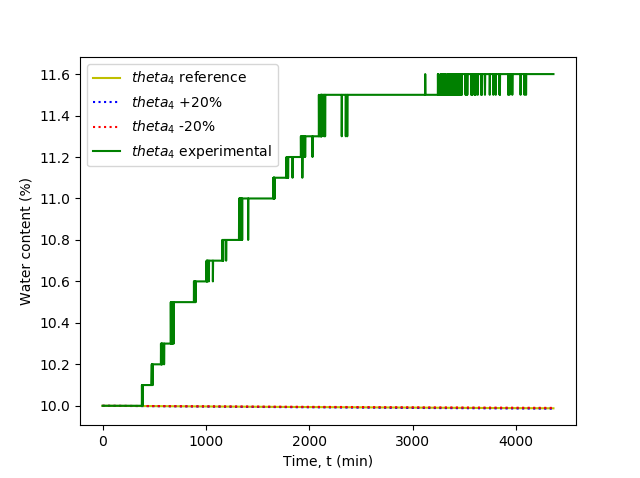 theta4 reference
theta4 +20%
theta4 -20%
theta4 experimental
11.6
11.4
11.2
11.0
10.8
10.6
10.4
10.2
10.0
Water content (%)
0 1000 2000 3000 4000
Time, t (min)